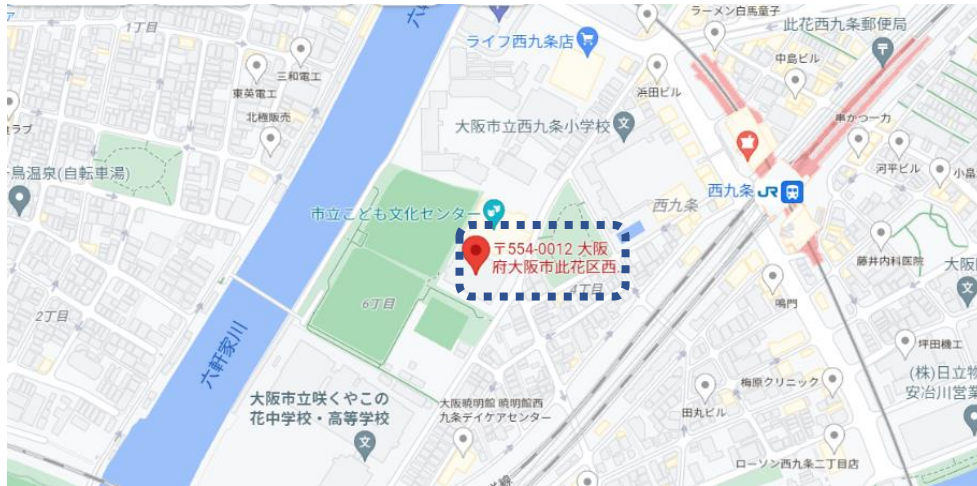 ラーメン白馬童子
1丁目
此花西九条郵便局
ライフ西九条店
中島ビル
三和電工
東英電工
浜田ビル
北極販売
大阪市立西九条小学校
串かつ一力
河平ビル
島温泉(自転車湯)
西九条 JR
西九条
市立こども文化センター
〒554-0012 大阪
府大阪市此花区西
藤井内科医院
4丁目
6丁目
鳴門
2丁目
六軒家川
坪田機工
大阪市立咲くやこの
花中学校・高等学校
大阪暁明館 暁明館西
九条デイケアセンター
梅原クリニック
(株)日立物
安治川営業
田丸ビル
ローソン西九条二丁目店